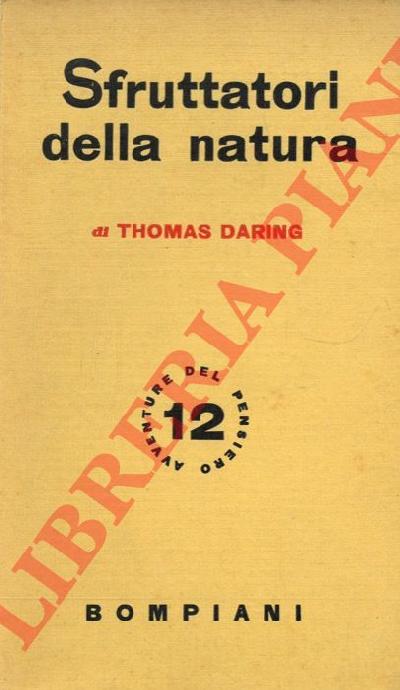 Sfruttatori
della natura
di THOMAS DARING
AVVENTURE DEL PENSIERO
12
BOMPIANI
LIBRERIA PIANI